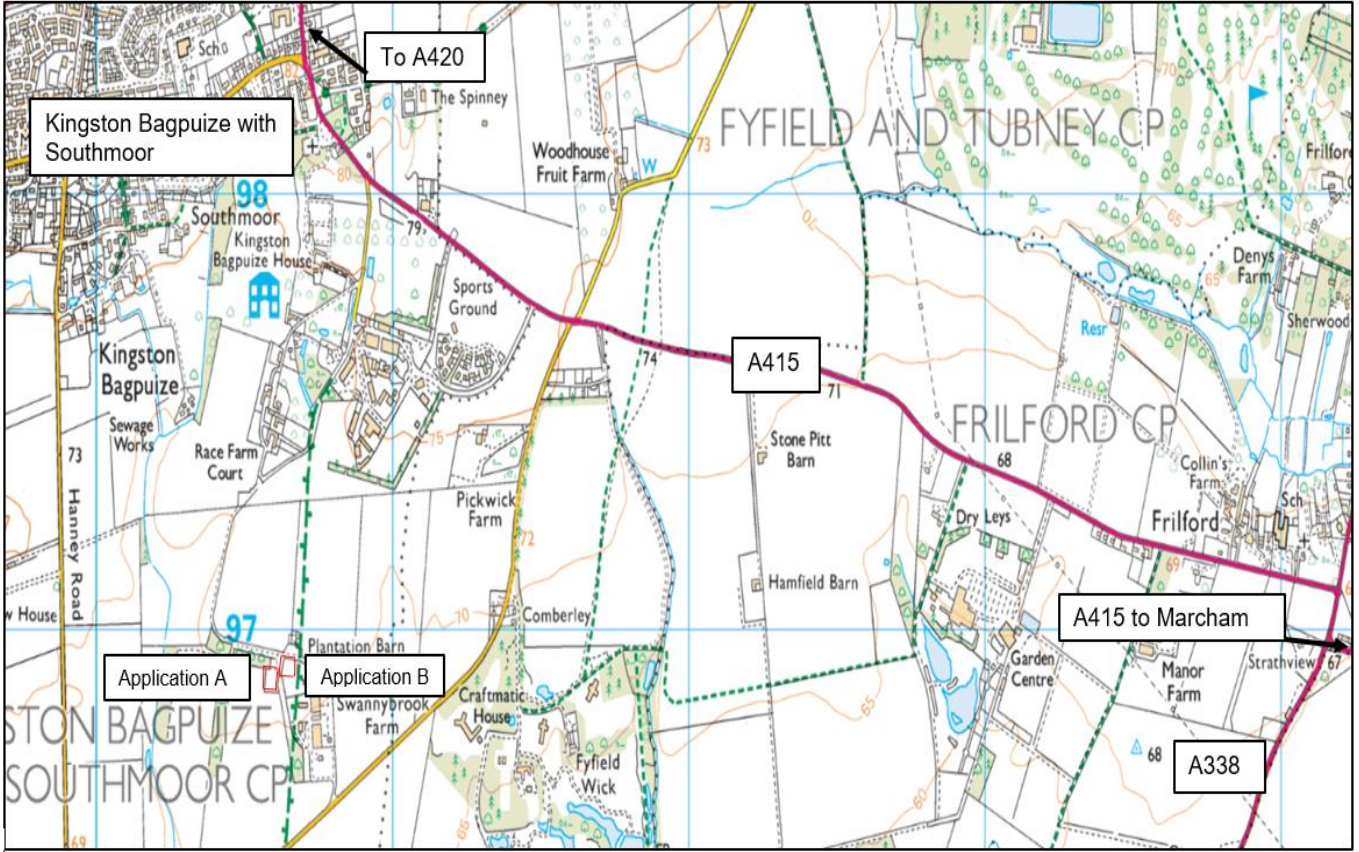 Sch
82
To A420
The Spinney
70
FYFIELD AND TUBNEY CP
Kingston Bagpuize with
Southmoor
73
Woodhouse
Fruit Farm
W
80
98
Southmoor
Kingston
Bagpuize House
79
70
65
Denys
Farm
65
Sports
Ground
Resr
Sherwood
Kingston
Bagpuize
74
A415
71
FRILFORD CP
Sewage
Works
73
Race Farm
Court
75
Stone Pitt
Barn
68
Collin's
Farm
Sch
Pickwick
Farm
Dry Leys
Frilford
Hanney Road
72
69
Hamfield Barn
w House
70
Comberley
A415 to Marcham
97
Plantation Barn
Application A
Application B
Swannybrook
Farm
Craftmatic
House
Garden
Centre
Manor
Farm
Strathview
67
65
STON BAGPUIZE
SOUTHMOOR CP
Fyfield
Wick
68
A338
60
69
65